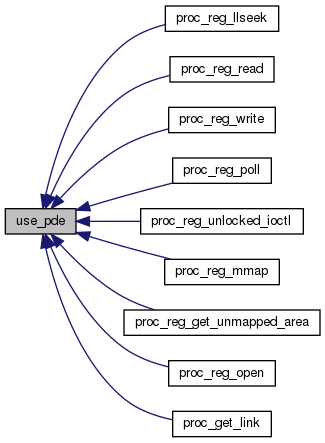 proc_reg_llseek
proc_reg_read
proc_reg_write
proc_reg_poll
use_pde
proc_reg_unlocked_ioctl
proc_reg_mmap
proc_reg_get_unmapped_area
proc_reg_open
proc_get_link